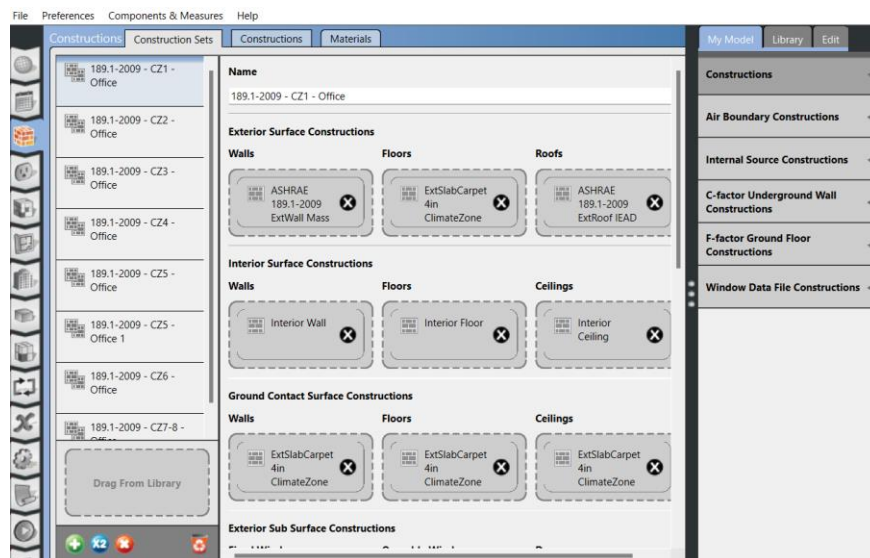 File Preferences Components & Measures Help
Constructions Construction Sets Constructions Materials
My Model Library Edit
189.1-2009 - CZ1 -
Office
189.1-2009 - CZ2 -
Office
189.1-2009 - CZ3 -
Office
189.1-2009 - CZ4 -
Office
189.1-2009 - CZ5 -
Office
189.1-2009 - CZ5 -
Office 1
189.1-2009 - CZ6 -
Office
189.1-2009 - CZ7-8 -
Drag From Library
X2
Name
189.1-2009 - CZ1 - Office
Exterior Surface Constructions
Walls Floors Roofs
ASHRAE
189.1-2009
ExtWall Mass
ExtSlabCarpet
4in
ClimateZone
ASHRAE
189.1-2009
ExtRoof IEAD
Interior Surface Constructions
Walls Floors Ceilings
Interior Wall
Interior Floor
Interior
Ceiling
Ground Contact Surface Constructions
Walls Floors Ceilings
ExtSlabCarpet
4in
ClimateZone
ExtSlabCarpet
4in
ClimateZone
ExtSlabCarpet
4in
ClimateZone
Exterior Sub Surface Constructions
Constructions
Air Boundary Constructions
Internal Source Constructions
C-factor Underground Wall
Constructions
F-factor Ground Floor
Constructions
Window Data File Constructions